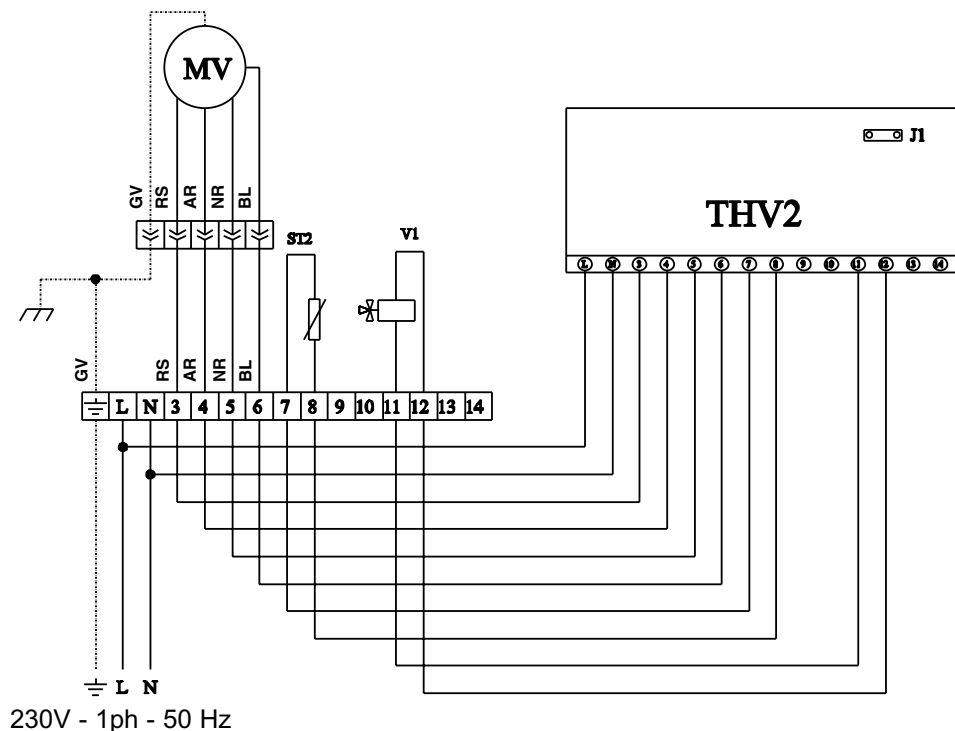 MV
J1
GV RS AR NR BL
THV2
ST2 V1
L N 3 4 5 6 7 8 9 10 11 12 13 14
GV RS AR NR BL
L N 3 4 5 6 7 8 9 10 11 12 13 14
L N
230V - 1ph - 50 Hz